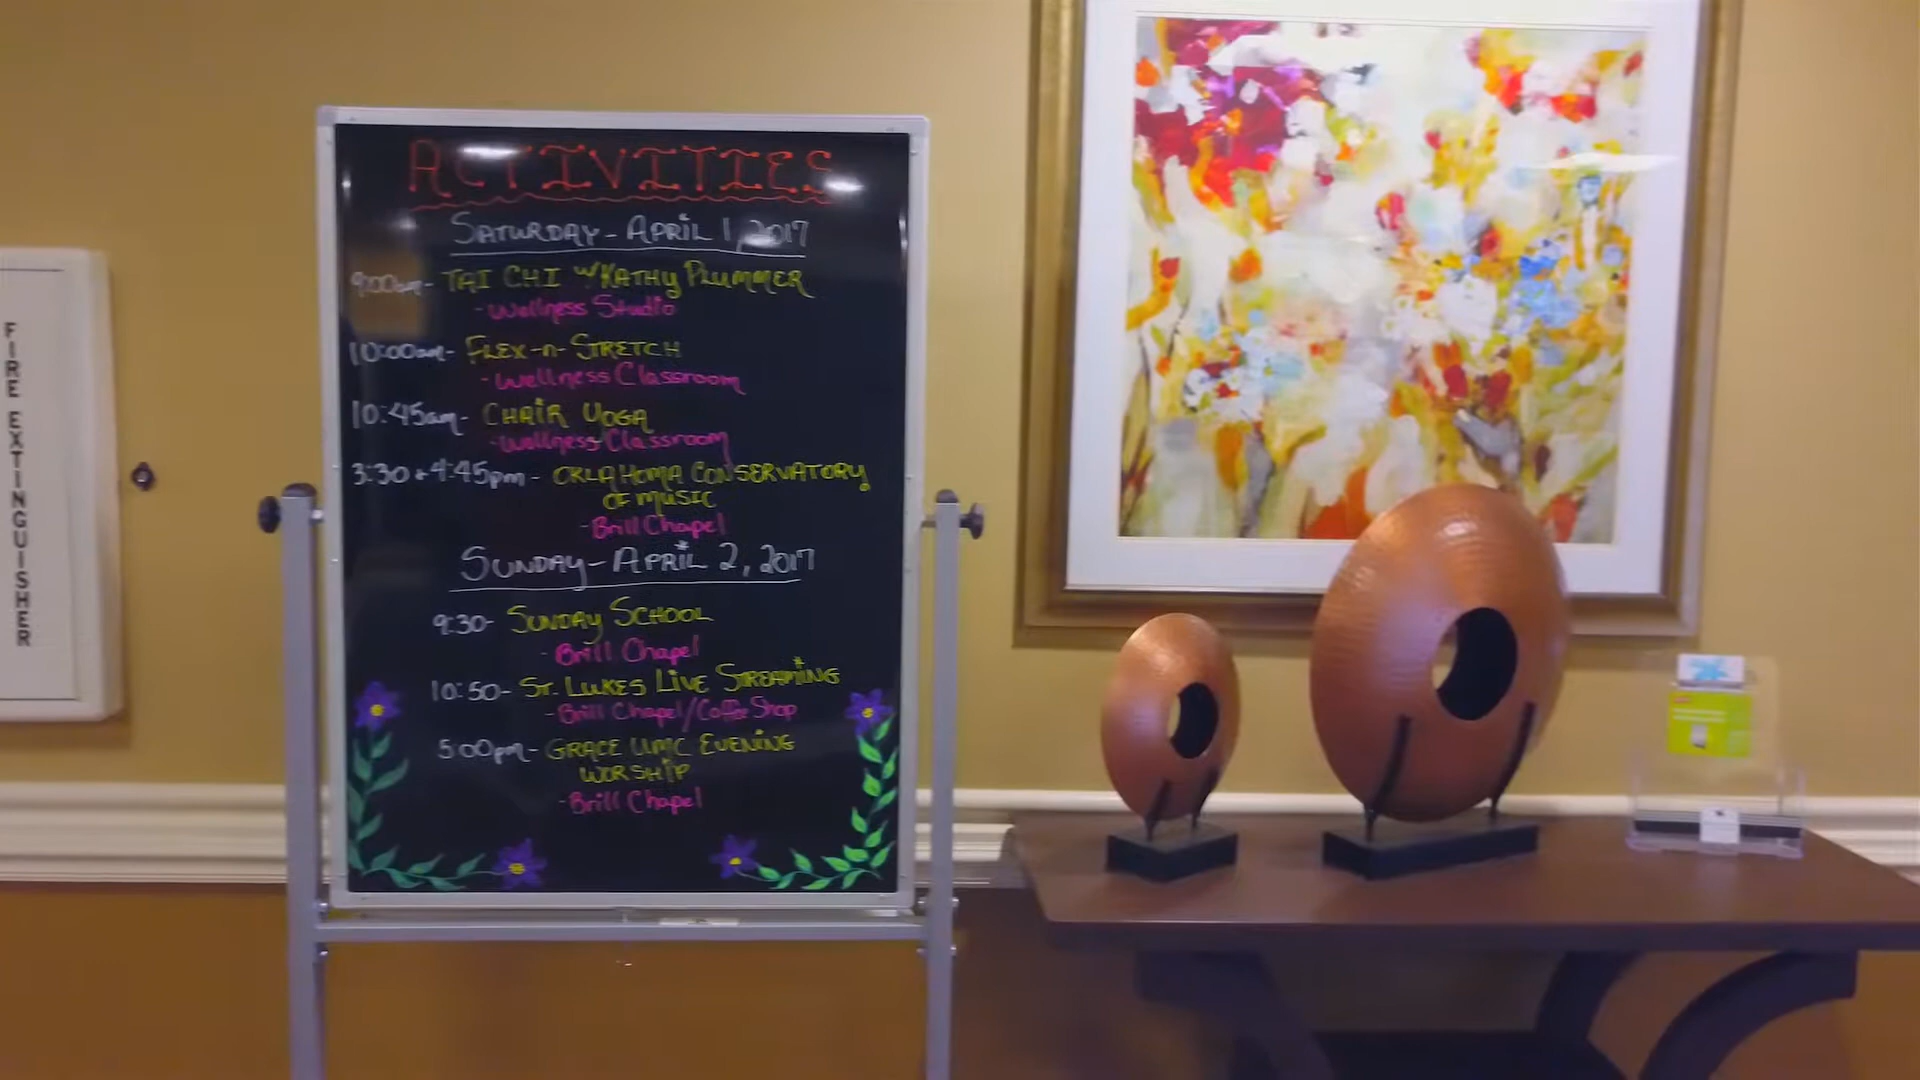 FIRE EXTINGUISHER
ACTIVITIES
SATURDAY - APRIL 1, 2017
9:00am - TAI CHI w/ KATHY PLUMMER
- Wellness Studio
10:00am - FLEX-n-STRETCH
- Wellness Classroom
10:45am - CHAIR YOGA
- Wellness Classroom
3:30 + 4:45pm - OKLAHOMA CONSERVATORY
OF MUSIC
- Brill Chapel
SUNDAY - APRIL 2, 2017
9:30 - SUNDAY SCHOOL
- Brill Chapel
10:50 - ST. LUKES LIVE STREAMING
- Brill Chapel/Coffee Shop
5:00pm - GRACE UMC EVENING
WORSHIP
- Brill Chapel